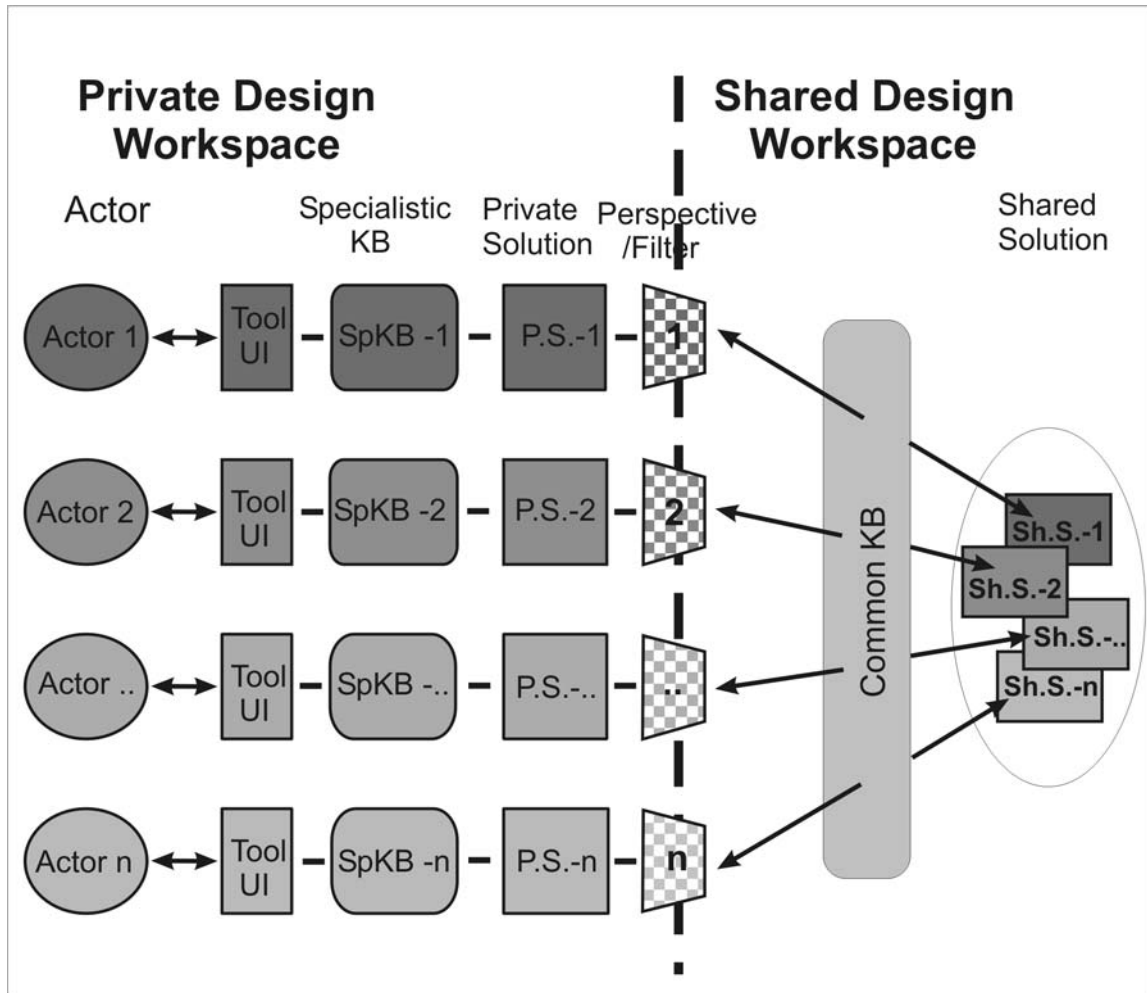 Private Design
Workspace
Shared Design
Workspace
Actor
Specialistic
KB
Private
Solution
Perspective
/Filter
Shared
Solution
Actor 1
Tool
UI
SpKB -1
P.S.-1
1
Actor 2
Tool
UI
SpKB -2
P.S.-2
2
Actor ..
Tool
UI
SpKB -..
P.S.-..
..
Actor n
Tool
UI
SpKB -n
P.S.-n
n
Common KB
Sh.S.-1
Sh.S.-2
Sh.S.-..
Sh.S.-n